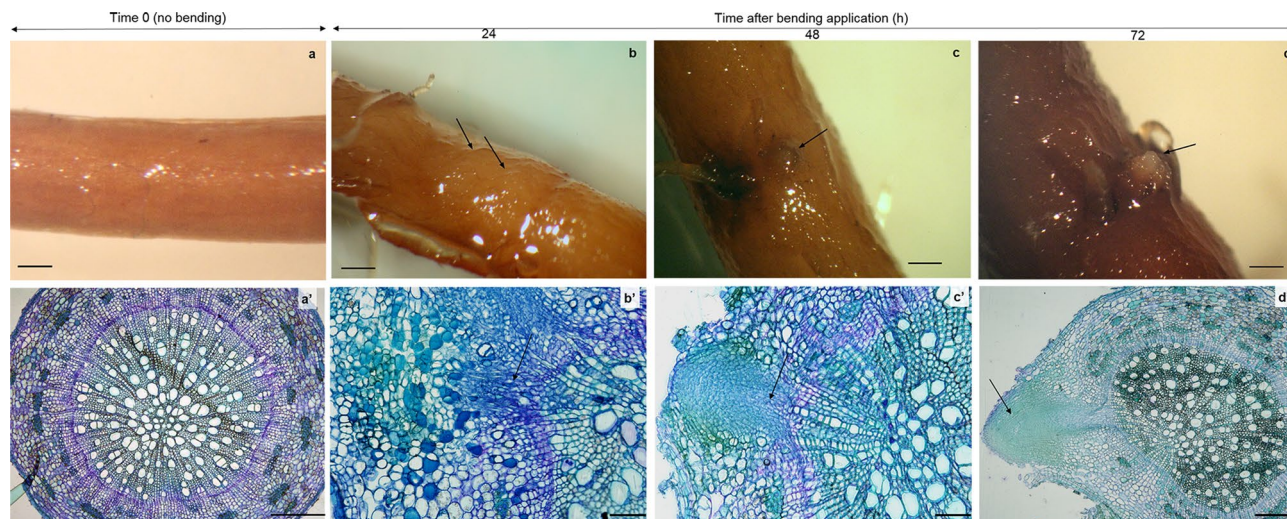 Time 0 (no bending)
Time after bending application (h)
24
48
72
a
b
c
d
a'
b'
c'
d